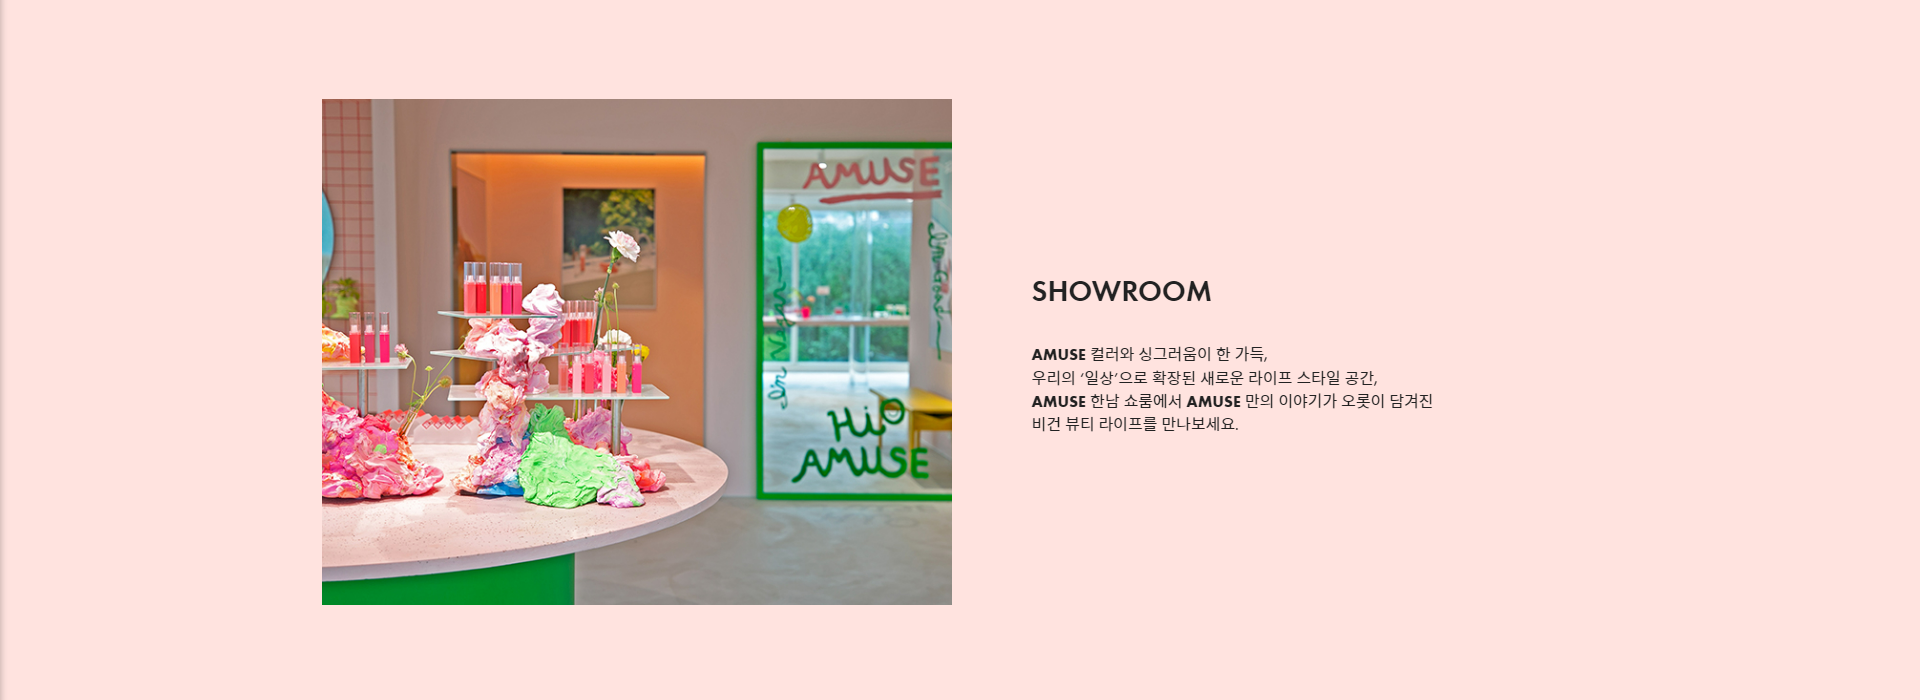 AMUSE
im Vegan
Hi
AMUSE
SHOWROOM
AMUSE 컬러와 싱그러움이 한 가득,
우리의 ‘일상’으로 확장된 새로운 라이프 스타일 공간,
AMUSE 한남 쇼룸에서 AMUSE 만의 이야기가 오롯이 담겨진
비건 뷰티 라이프를 만나보세요.